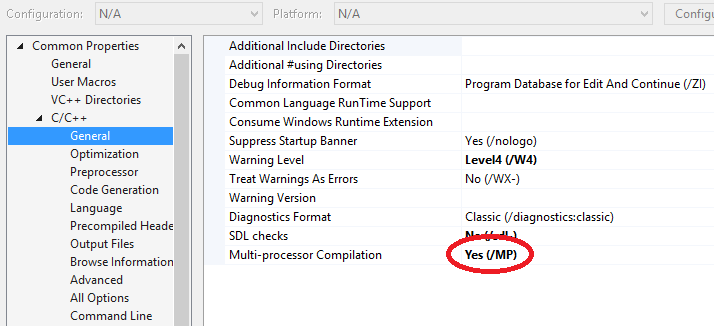 Configuration: N/A Platform: N/A Configu
Common Properties
General
User Macros
VC++ Directories
C/C++
General
Optimization
Preprocessor
Code Generation
Language
Precompiled Heade
Output Files
Browse Information
Advanced
All Options
Command Line
Additional Include Directories
Additional #using Directories
Debug Information Format Program Database for Edit And Continue (/ZI)
Common Language RunTime Support
Consume Windows Runtime Extension
Suppress Startup Banner Yes (/nologo)
Warning Level Level4 (/W4)
Treat Warnings As Errors No (/WX-)
Warning Version
Diagnostics Format Classic (/diagnostics:classic)
SDL checks No (/sdl-)
Multi-processor Compilation Yes (/MP)